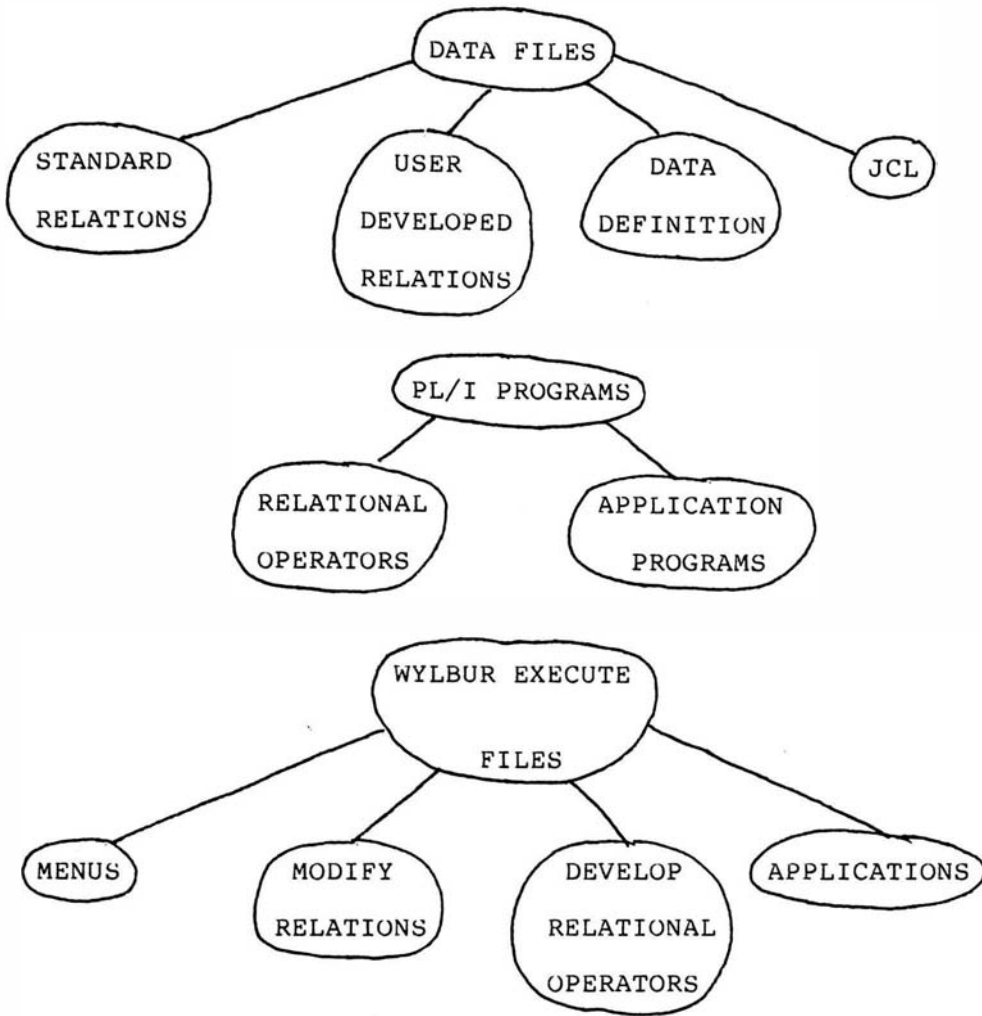 DATA FILES
STANDARD
RELATIONS
USER
DEVELOPED
RELATIONS
DATA
DEFINITION
JCL
PL/I PROGRAMS
RELATIONAL
OPERATORS
APPLICATION
PROGRAMS
WYLBUR EXECUTE
FILES
MENUS
MODIFY
RELATIONS
DEVELOP
RELATIONAL
OPERATORS
APPLICATIONS